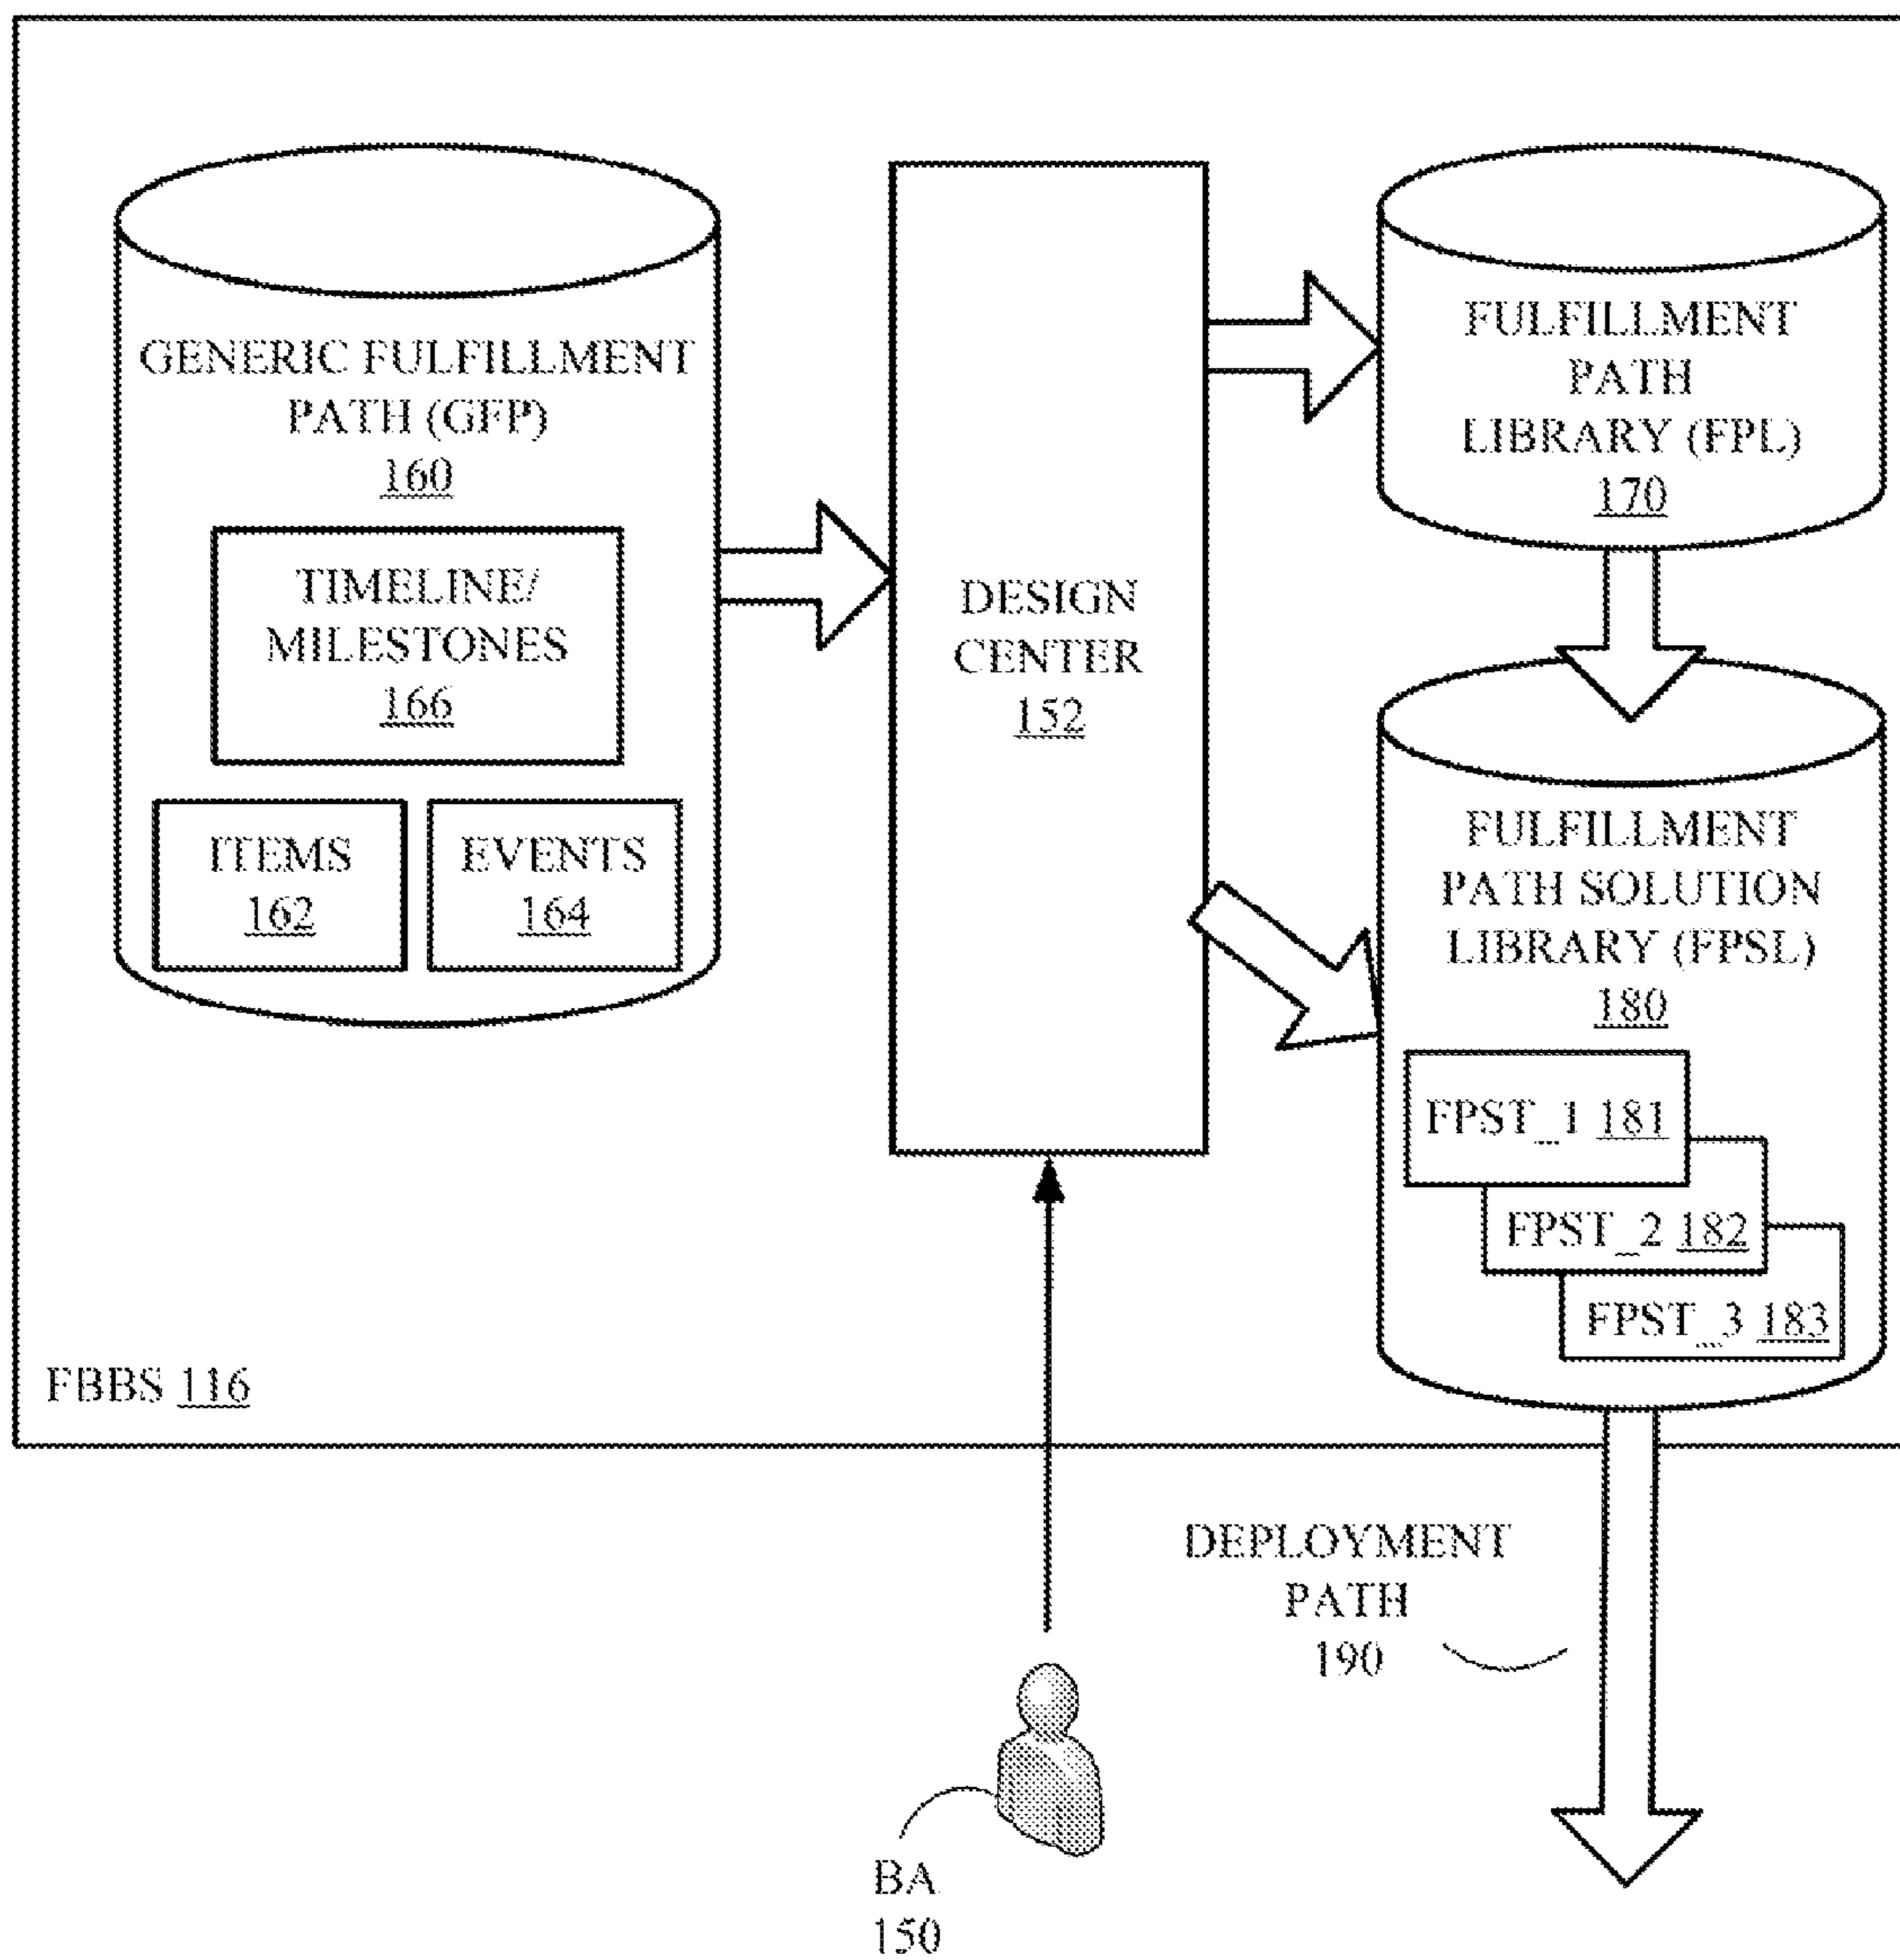 GENERIC FULFILLMENT
PATH (GFP)
160
TIMELINE/
MILESTONES
166
ITEMS
162
EVENTS
164
DESIGN
CENTER
152
FULFILLMENT
PATH
LIBRARY (FPL)
170
FULFILLMENT
PATH SOLUTION
LIBRARY (FPSL)
180
FPST_1 181
FPST_2 182
FPST_3 183
FBBS 116
DEPLOYMENT
PATH
190
BA
150